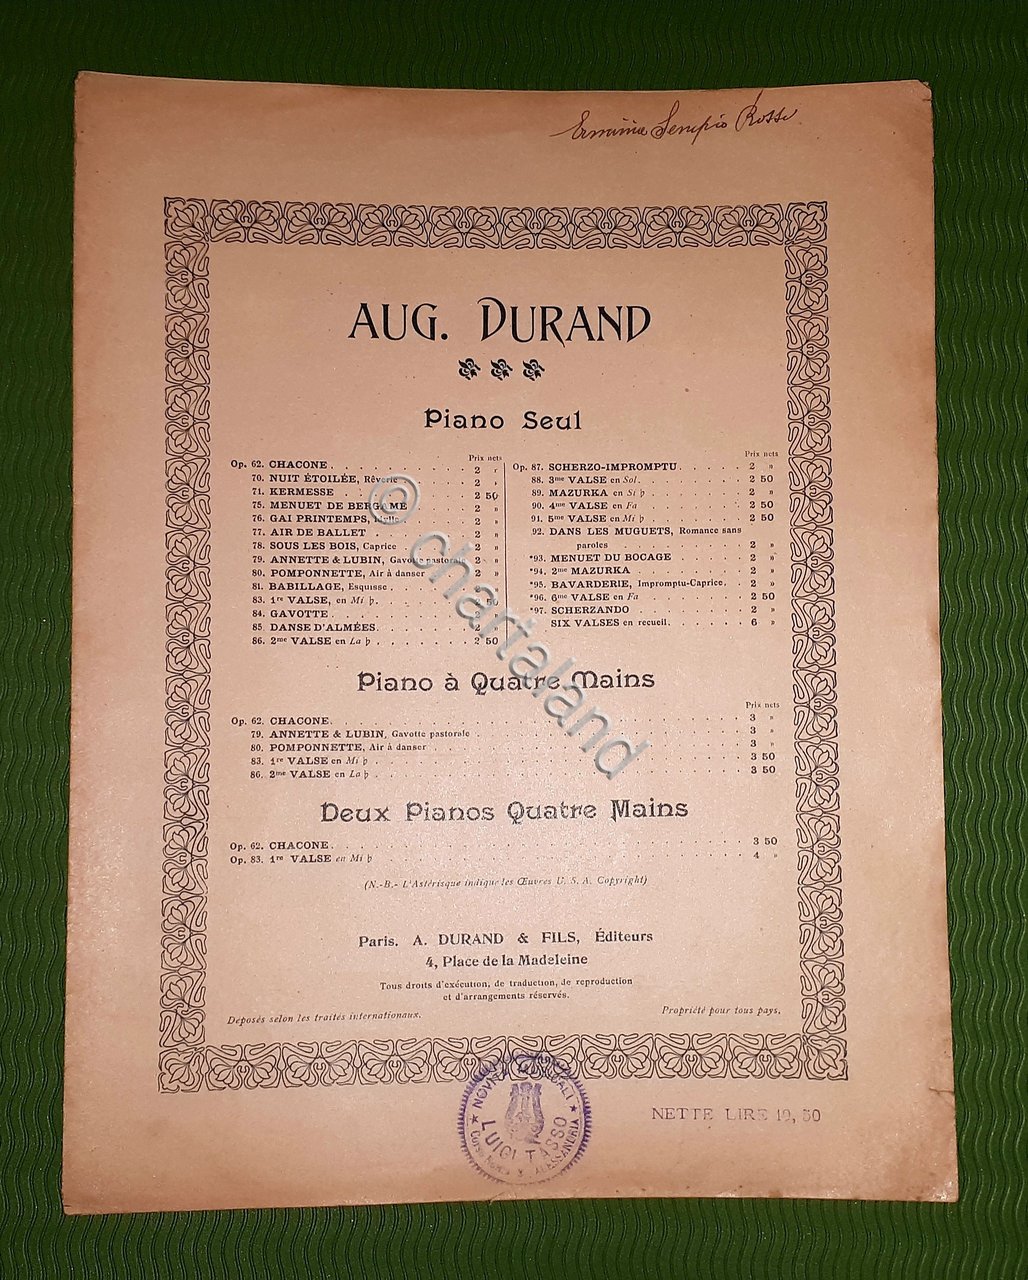 Erminia Sempio Rossi
AUG. DURAND
Piano Seul
Prix nets
Op. 62. CHACONE 2 "
70. NUIT ÉTOILÉE, Rêverie 2 "
71. KERMESSE 2 50
75. MENUET DE BERGAME 2 "
76. GAI PRINTEMPS, 2 "
77. AIR DE BALLET 2 "
78. SOUS LES BOIS, Caprice 2 "
79. ANNETTE & LUBIN, Gavotte pastorale 2 "
80. POMPONNETTE, Air à danser 2 "
81. BABILLAGE, Esquisse 2 "
83. 1re VALSE, en Mi ♭ 2 50
84. GAVOTTE 2 "
85. DANSE D'ALMÉES 2 "
86. 2me VALSE en La ♭ 2 50
Prix nets
Op. 87. SCHERZO-IMPROMPTU 2 "
88. 3me VALSE en Sol 2 50
89. MAZURKA en Si ♭ 2 "
90. 4me VALSE en Fa 2 50
91. 5me VALSE en Mi ♭ 2 50
92. DANS LES MUGUETS, Romance sans
paroles 2 "
*93. MENUET DU BOCAGE 2 "
*94. 2me MAZURKA 2 "
*95. BAVARDERIE, Impromptu-Caprice 2 "
*96. 6me VALSE en Fa 2 50
*97. SCHERZANDO 2 "
SIX VALSES en recueil 6 "
Piano à Quatre Mains
Prix nets
Op. 62. CHACONE 3 "
79. ANNETTE & LUBIN, Gavotte pastorale 3 "
80. POMPONNETTE, Air à danser 3 "
83. 1re VALSE en Mi ♭ 3 50
86. 2me VALSE en La ♭ 3 50
Deux Pianos Quatre Mains
Op. 62. CHACONE 3 50
Op. 83. 1re VALSE en Mi ♭ 4 "
(N.-B.- L'Astérisque indique les Œuvres U. S. A. Copyright)
Paris. A. DURAND & FILS, Éditeurs
4, Place de la Madeleine
Tous droits d'exécution, de traduction, de reproduction
et d'arrangements réservés.
Déposés selon les traités internationaux.
Propriété pour tous pays.
LUIGI TASSO
ALESSANDRIA
NETTE LIRE 10, 50
© chartaland